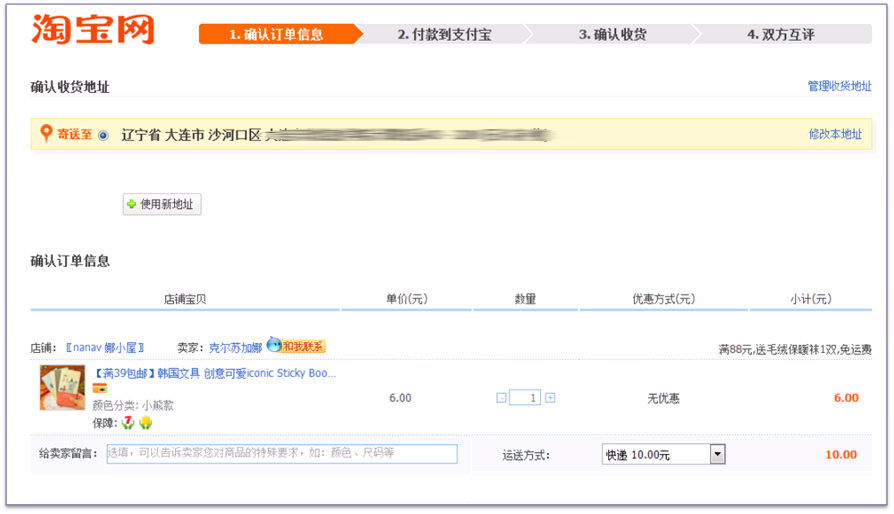 淘宝网
1. 确认订单信息 2. 付款到支付宝 3. 确认收货 4. 双方互评
确认收货地址 管理收货地址
寄送至 辽宁省 大连市 沙河口区 修改本地址
使用新地址
确认订单信息
店铺宝贝 单价(元) 数量 优惠方式(元) 小计(元)
店铺: 〖nanav 娜小屋〗 卖家: 克尔苏加娜 和我联系 满88元,送毛绒保暖袜1双,免运费
【满39包邮】韩国文具 创意可爱iconic Sticky Boo...
颜色分类: 小熊款 6.00 - 1 + 无优惠 6.00
保障: 7
给卖家留言: 选填，可以告诉卖家您对商品的特殊要求，如：颜色、尺码等 运送方式: 快递 10.00元 10.00